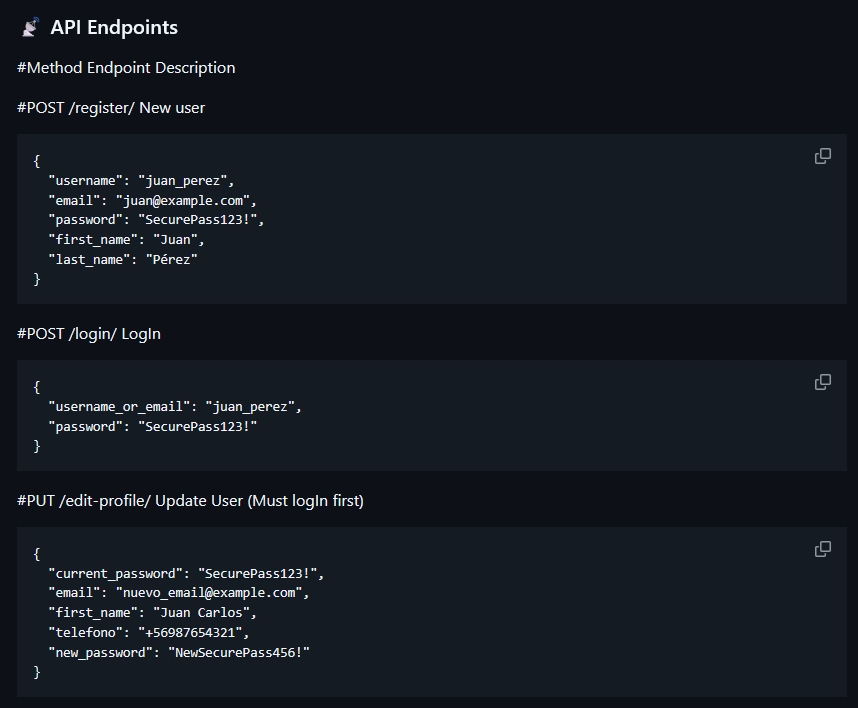 API Endpoints
#Method Endpoint Description
#POST /register/ New user
{
"username": "juan_perez",
"email": "juan@example.com",
"password": "SecurePass123!",
"first_name": "Juan",
"last_name": "Pérez"
}
#POST /login/ LogIn
{
"username_or_email": "juan_perez",
"password": "SecurePass123!"
}
#PUT /edit-profile/ Update User (Must logIn first)
{
"current_password": "SecurePass123!",
"email": "nuevo_email@example.com",
"first_name": "Juan Carlos",
"telefono": "+56987654321",
"new_password": "NewSecurePass456!"
}